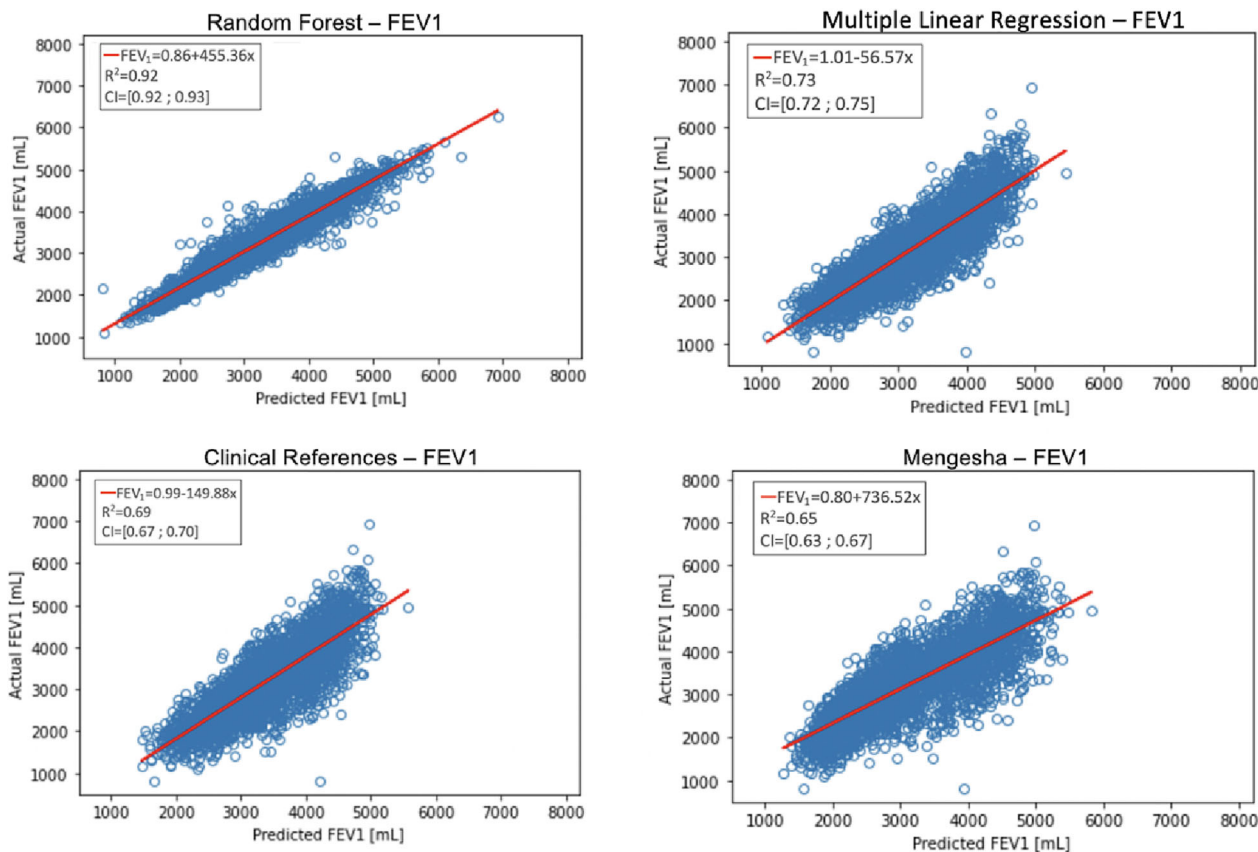 Random Forest – FEV1
8000
7000
6000
5000
4000
3000
2000
1000
Actual FEV1 [mL]
FEV₁=0.86+455.36x
R²=0.92
CI=[0.92 ; 0.93]
1000 2000 3000 4000 5000 6000 7000 8000
Predicted FEV1 [mL]
Multiple Linear Regression – FEV1
8000
7000
6000
5000
4000
3000
2000
1000
Actual FEV1 [mL]
FEV₁=1.01-56.57x
R²=0.73
CI=[0.72 ; 0.75]
1000 2000 3000 4000 5000 6000 7000 8000
Predicted FEV1 [mL]
Clinical References – FEV1
8000
7000
6000
5000
4000
3000
2000
1000
Actual FEV1 [mL]
FEV₁=0.99-149.88x
R²=0.69
CI=[0.67 ; 0.70]
1000 2000 3000 4000 5000 6000 7000 8000
Predicted FEV1 [mL]
Mengesha – FEV1
8000
7000
6000
5000
4000
3000
2000
1000
Actual FEV1 [mL]
FEV₁=0.80+736.52x
R²=0.65
CI=[0.63 ; 0.67]
1000 2000 3000 4000 5000 6000 7000 8000
Predicted FEV1 [mL]